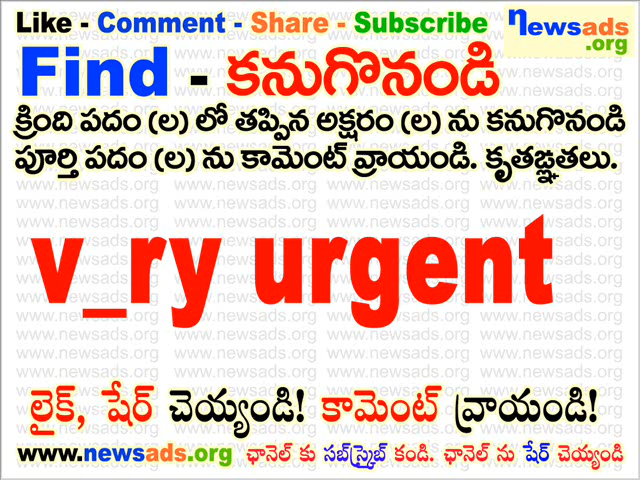 Like - Comment - Share - Subscribe
newsads
.org
Find - కనుగొనండి
క్రింది పదం (ల) లో తప్పిన అక్షరం (ల) ను కనుగొనండి
పూర్తి పదం (ల) ను కామెంట్ వ్రాయండి. కృతజ్ఞతలు.
v_ry urgent
లైక్, షేర్ చెయ్యండి! కామెంట్ వ్రాయండి!
www.newsads.org ఛానెల్ కు సబ్‌స్క్రైబ్ కండి. ఛానెల్ ను షేర్ చెయ్యండి